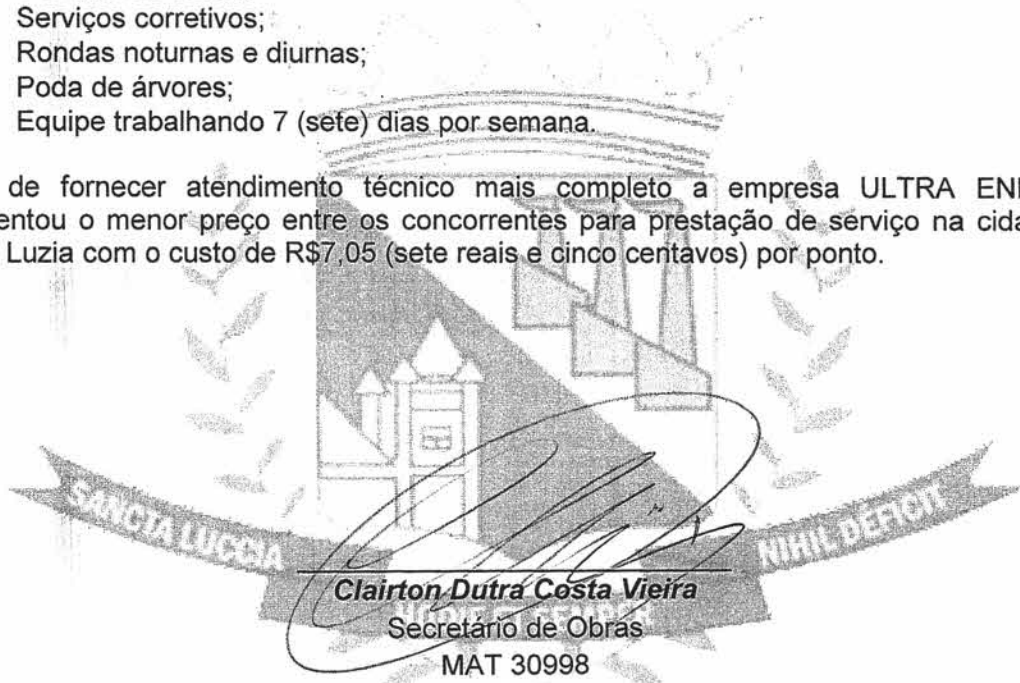 Serviços corretivos;
Rondas noturnas e diurnas;
Poda de árvores;
Equipe trabalhando 7 (sete) dias por semana.
de fornecer atendimento técnico mais completo a empresa ULTRA
entou o menor preço entre os concorrentes para prestação de serviço na
Luzia com o custo de R$7,05 (sete reais e cinco centavos) por ponto.
SANCTA LUCCIA
NIHIL DEFICIT
HODIE ET SEMPER
Clairton Dutra Costa Vieira
Secretário de Obras
MAT 30998